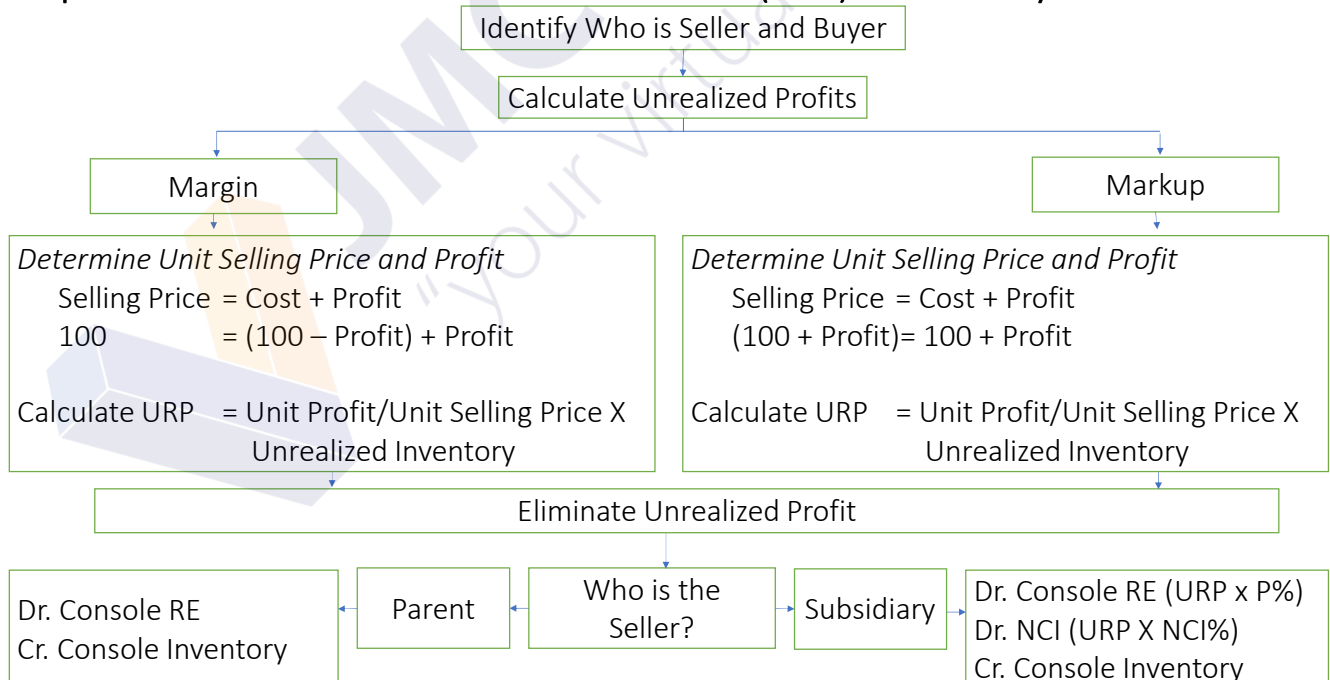 Identify Who is Seller and Buyer
Calculate Unrealized Profits
Margin
Markup
Determine Unit Selling Price and Profit
Selling Price = Cost + Profit
100 = (100 – Profit) + Profit
Calculate URP = Unit Profit/Unit Selling Price X
Unrealized Inventory
Determine Unit Selling Price and Profit
Selling Price = Cost + Profit
(100 + Profit)= 100 + Profit
Calculate URP = Unit Profit/Unit Selling Price X
Unrealized Inventory
Eliminate Unrealized Profit
Dr. Console RE
Cr. Console Inventory
Parent
Who is the
Seller?
Subsidiary
Dr. Console RE (URP x P%)
Dr. NCI (URP X NCI%)
Cr. Console Inventory
JMC
"your virtua